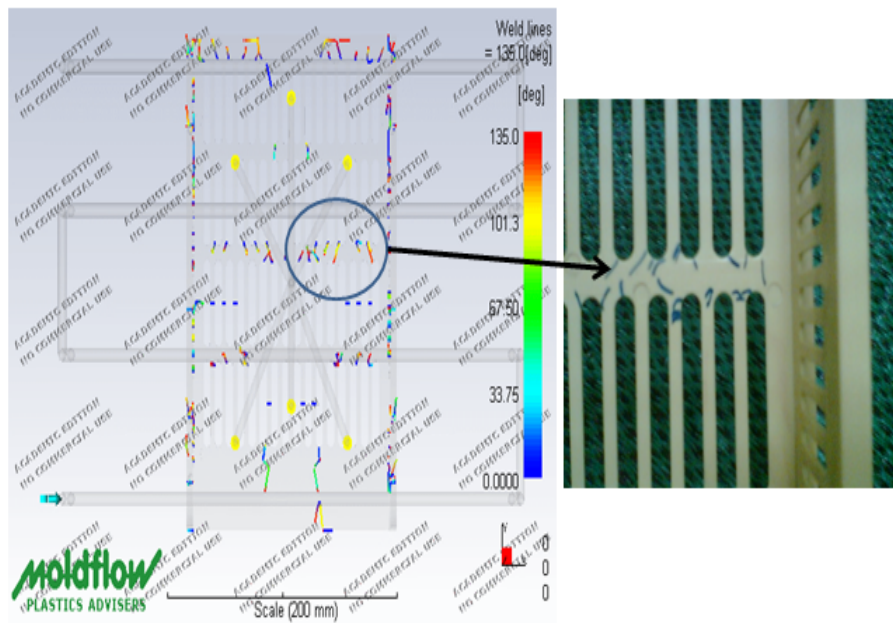 Weld lines
= 135.0[deg]
[deg]
135.0
101.3
67.50
33.75
0.0000
ACADEMIC EDITION
NO COMMERCIAL USE
moldflow
PLASTICS ADVISERS
Scale (200 mm)
Y
0
0
0